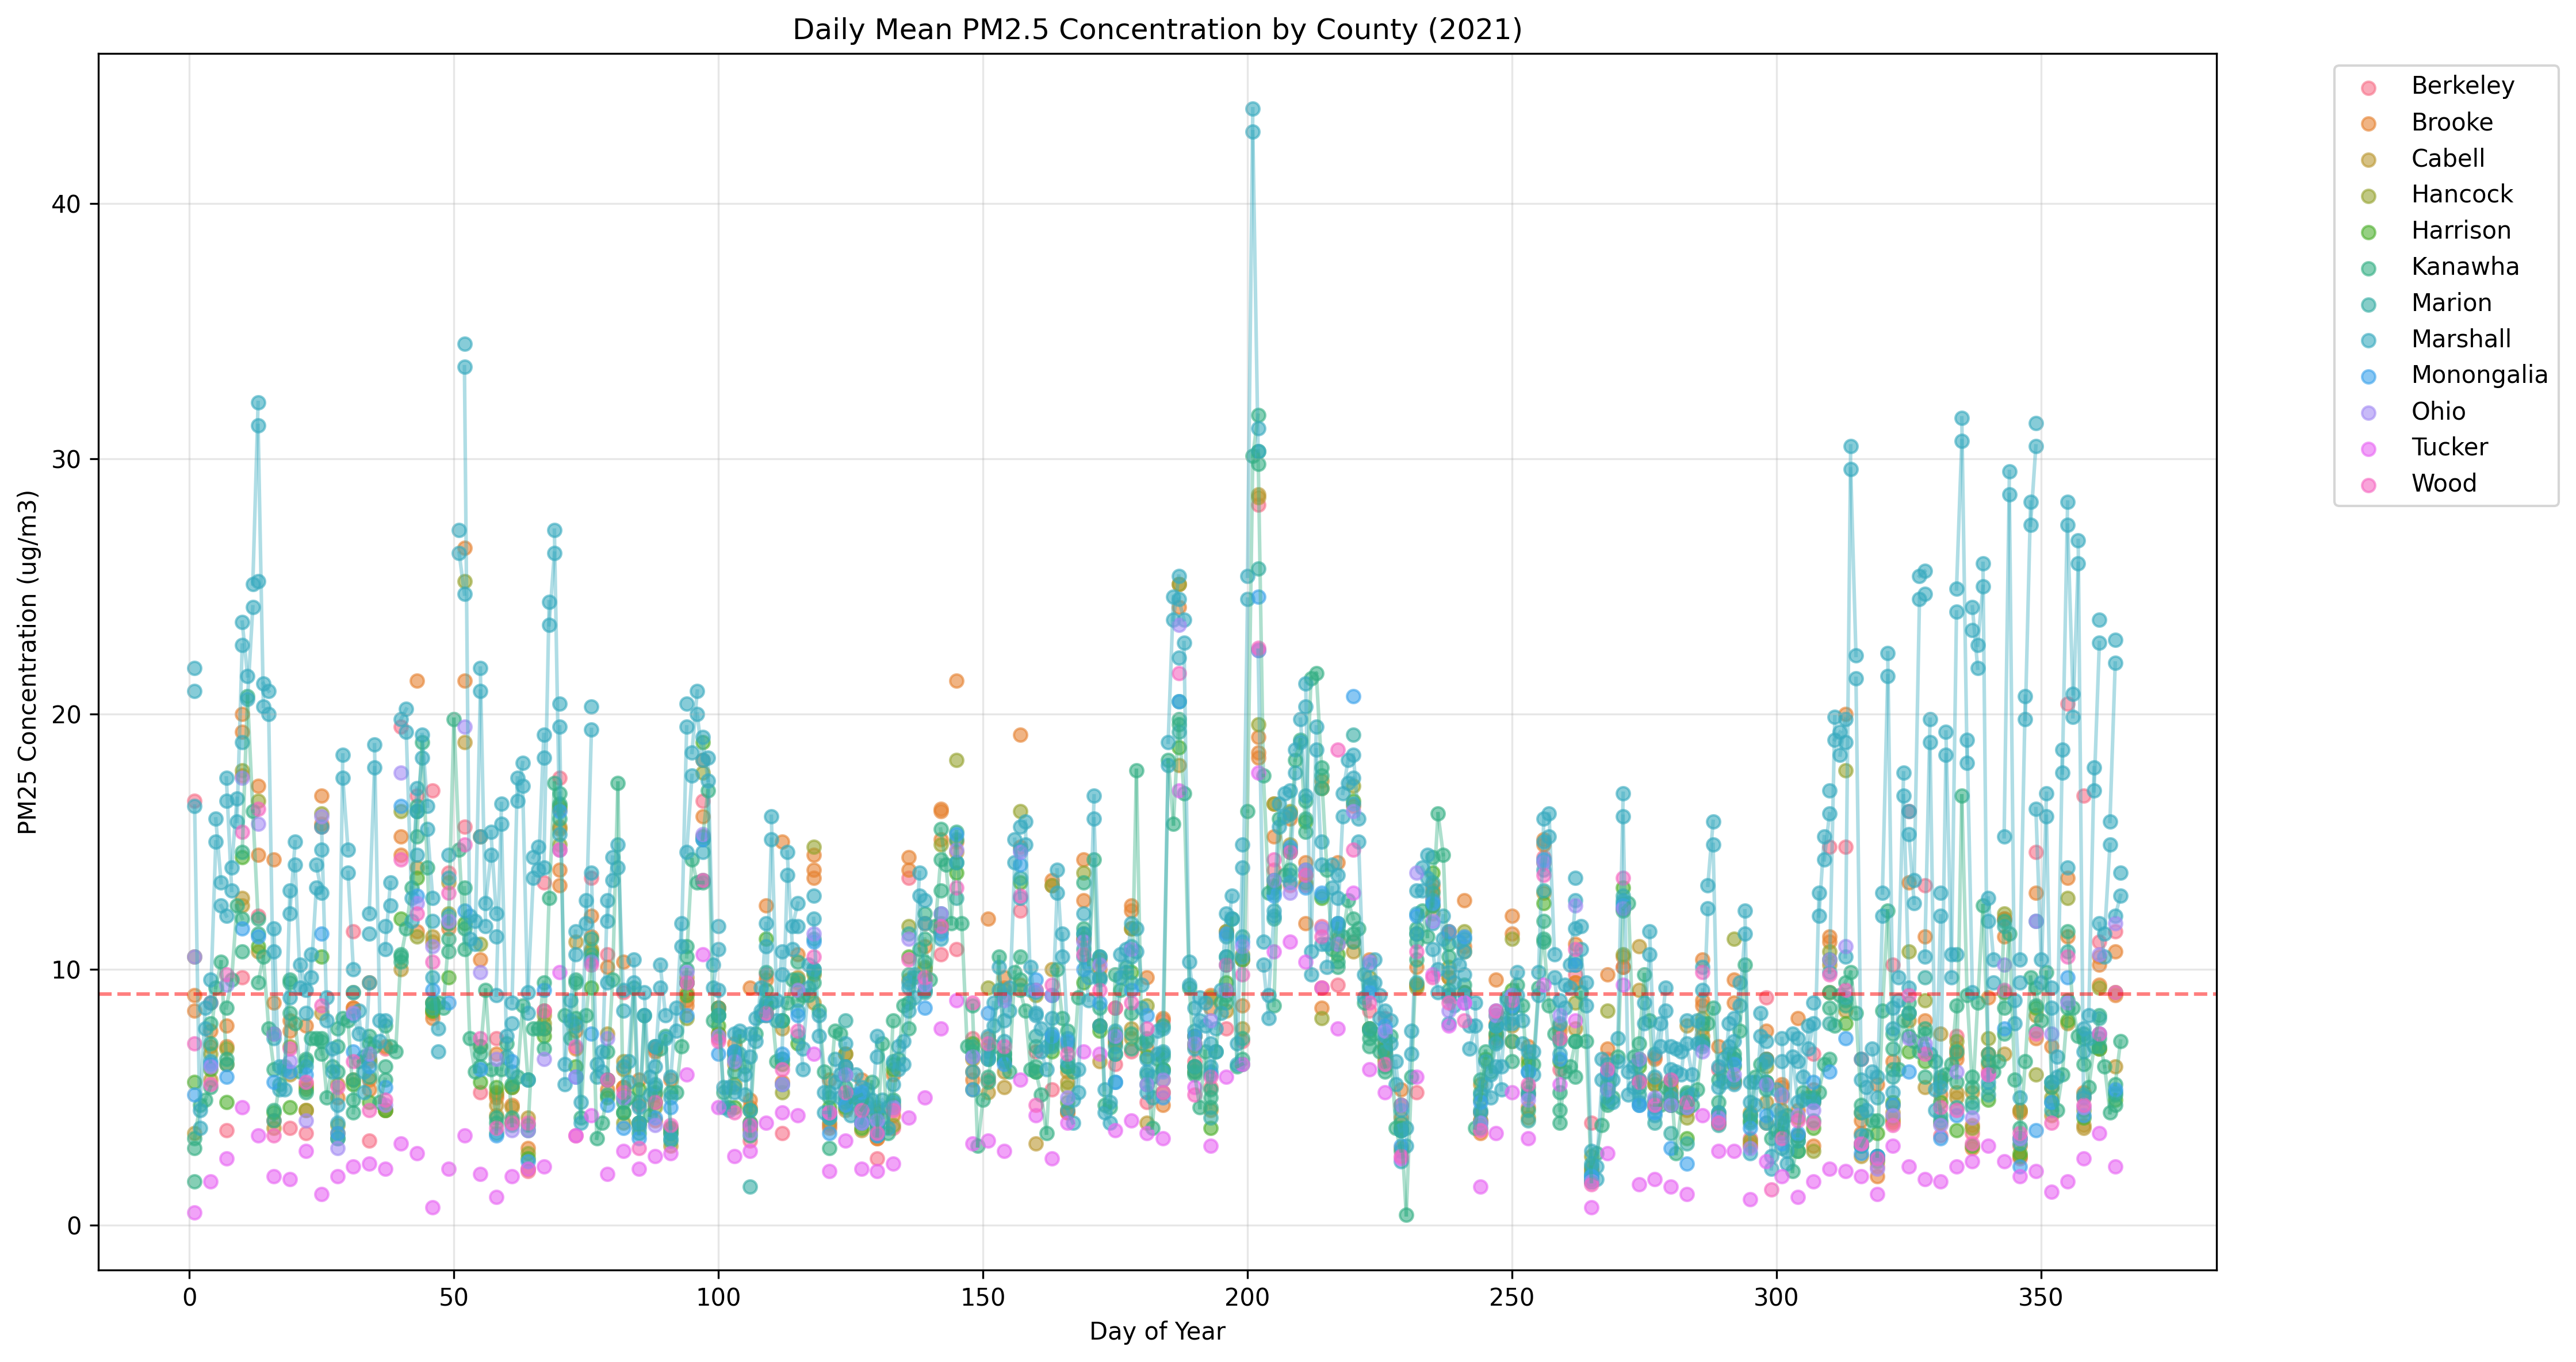 Daily Mean PM2.5 Concentration by County (2021)
PM25 Concentration (ug/m3)
40
30
20
10
0
0 50 100 150 200 250 300 350
Day of Year
Berkeley
Brooke
Cabell
Hancock
Harrison
Kanawha
Marion
Marshall
Monongalia
Ohio
Tucker
Wood